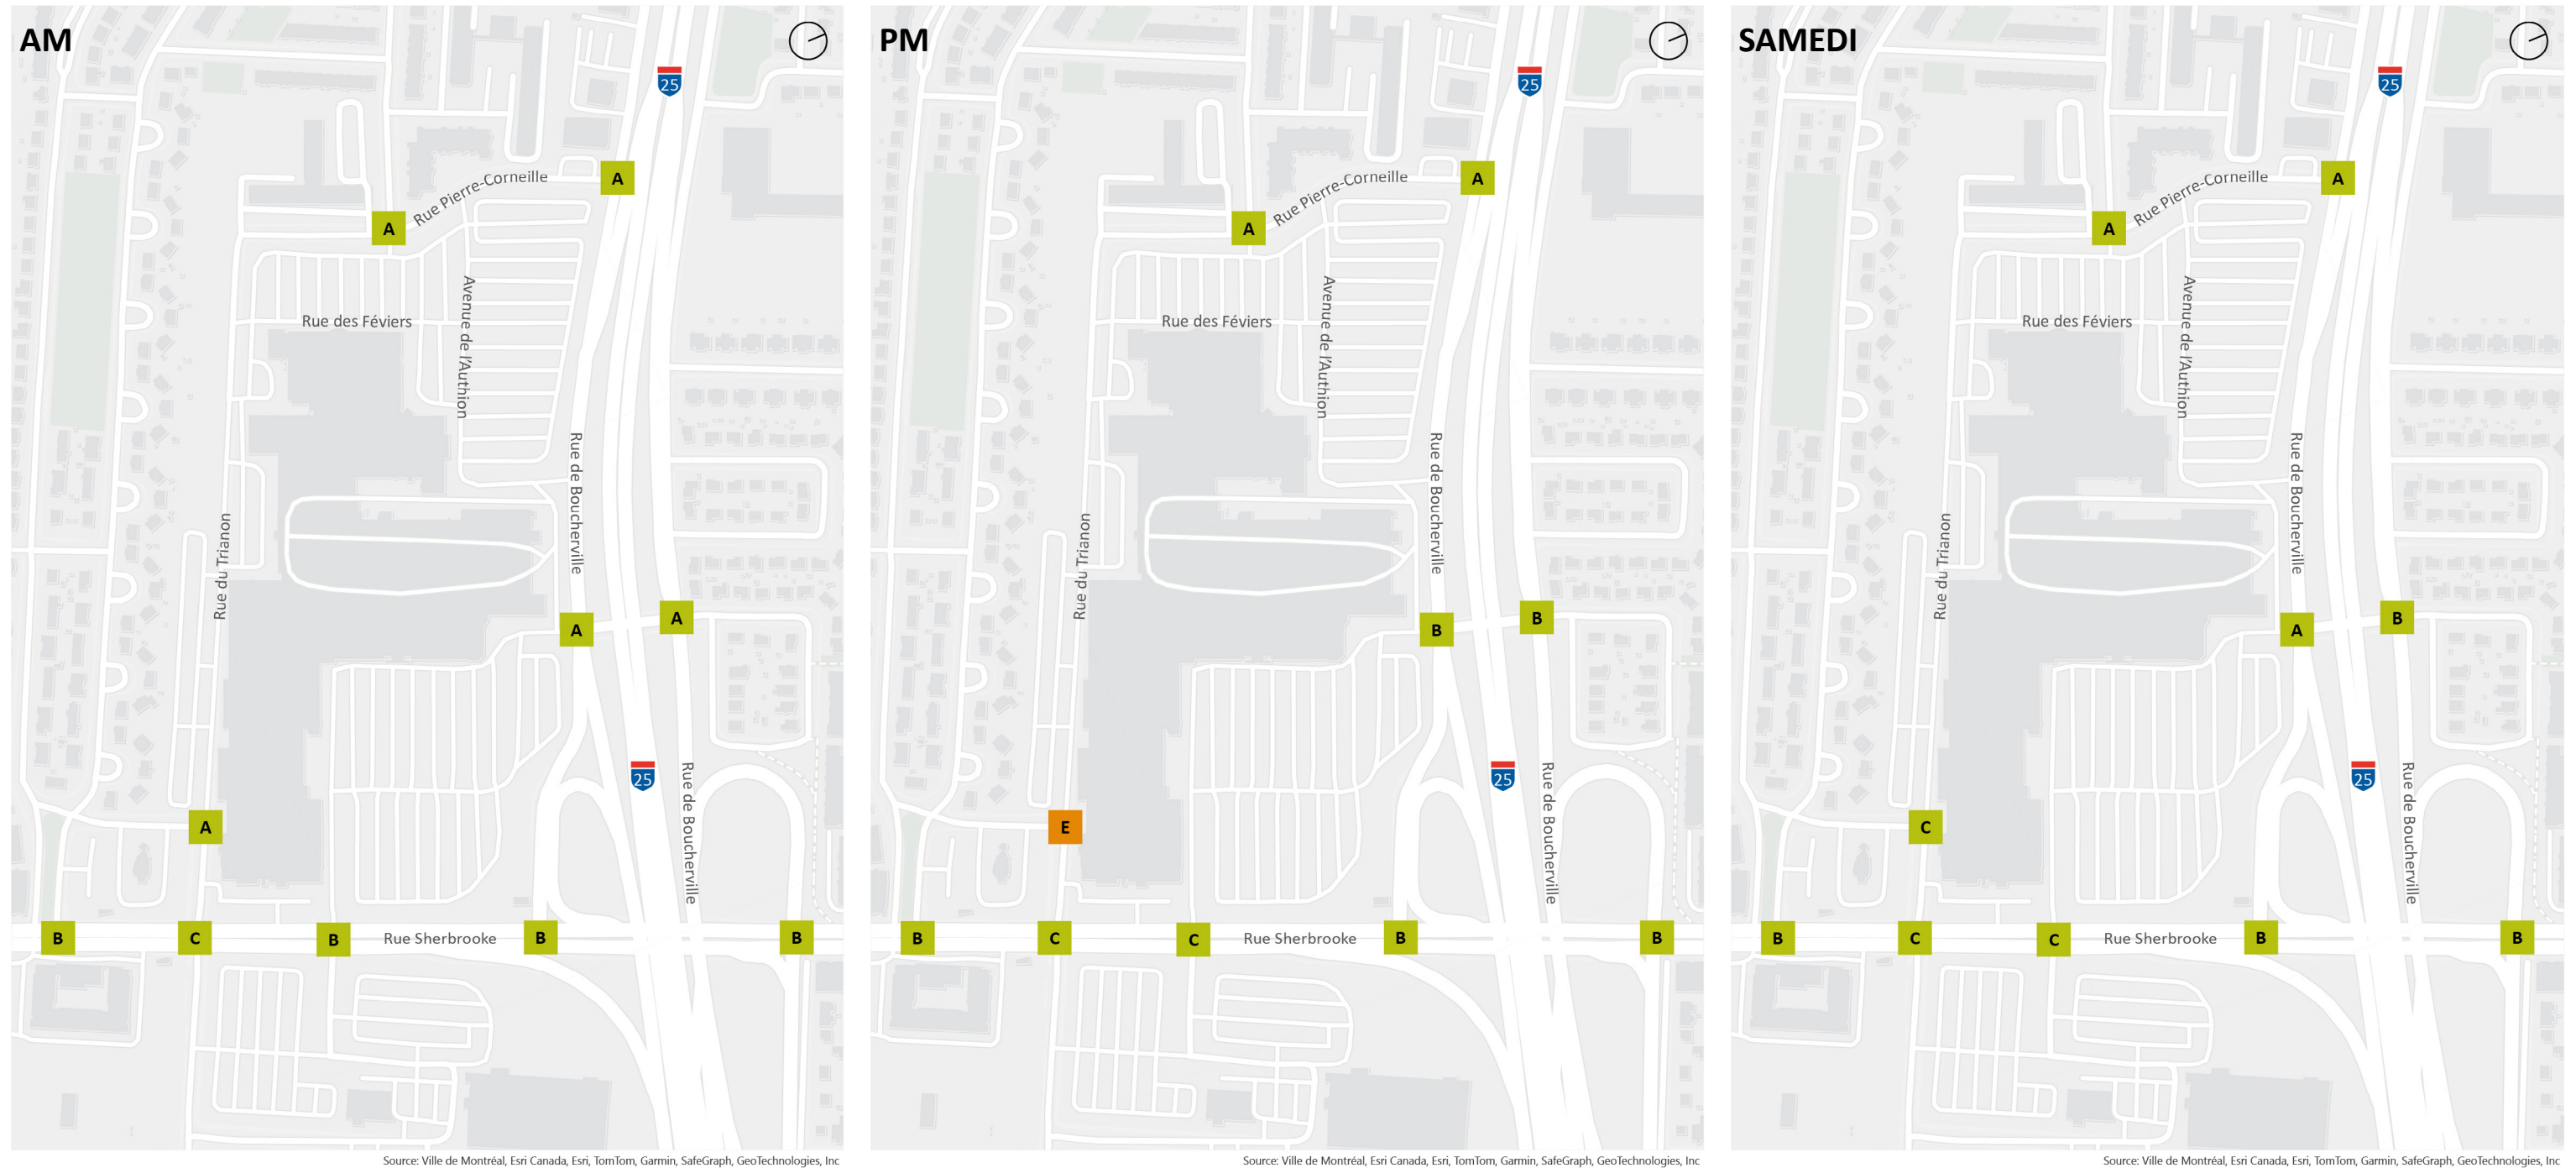 AM
25
A
Rue Pierre-Corneille
A
Avenue de l'Authion
Rue des Féviers
Rue de Boucherville
Rue du Trianon
A
A
25
Rue de Boucherville
A
B
C
B
Rue Sherbrooke
B
B
Source: Ville de Montréal, Esri Canada, Esri, TomTom, Garmin, SafeGraph, GeoTechnologies, Inc
PM
25
A
Rue Pierre-Corneille
A
Avenue de l'Authion
Rue des Féviers
Rue de Boucherville
Rue du Trianon
B
B
25
Rue de Boucherville
E
B
C
C
Rue Sherbrooke
B
B
Source: Ville de Montréal, Esri Canada, Esri, TomTom, Garmin, SafeGraph, GeoTechnologies, Inc
SAMEDI
25
A
Rue Pierre-Corneille
A
Avenue de l'Authion
Rue des Féviers
Rue de Boucherville
Rue du Trianon
B
A
25
Rue de Boucherville
C
B
C
C
Rue Sherbrooke
B
B
Source: Ville de Montréal, Esri Canada, Esri, TomTom, Garmin, SafeGraph, GeoTechnologies, Inc